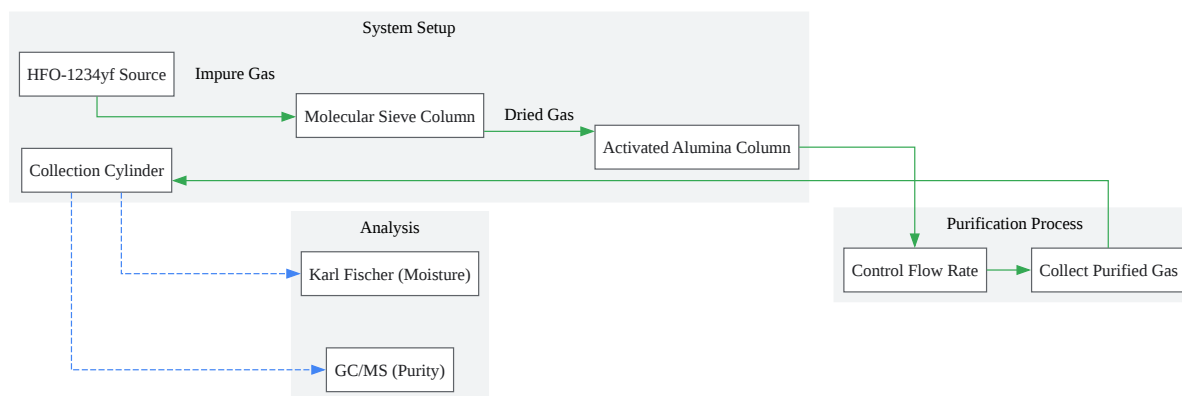 System Setup
HFO-1234yf Source
Impure Gas
Molecular Sieve Column
Dried Gas
Activated Alumina Column
Collection Cylinder
Purification Process
Control Flow Rate
Collect Purified Gas
Analysis
Karl Fischer (Moisture)
GC/MS (Purity)